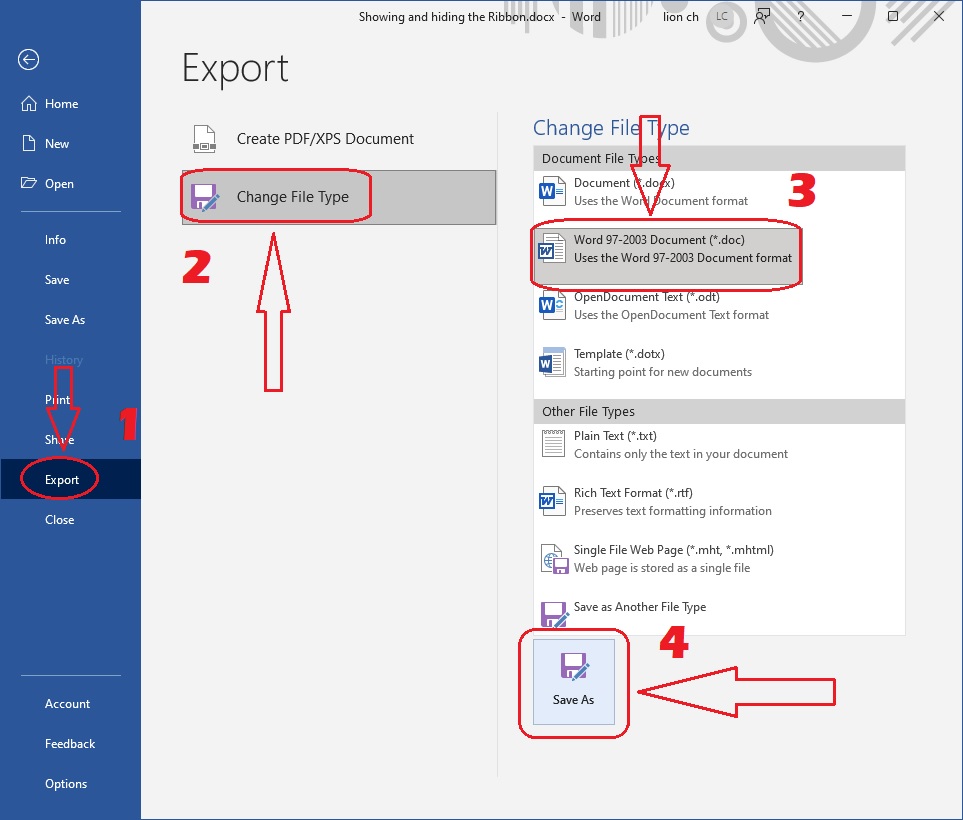 Showing and hiding the Ribbon.docx - Word
lion ch
LC
?
Home
New
Open
Info
Save
Save As
History
Print
Share
Export
Close
Account
Feedback
Options
1
Export
Create PDF/XPS Document
Change File Type
2
Change File Type
Document File Types
Document (*.docx)
Uses the Word Document format
3
Word 97-2003 Document (*.doc)
Uses the Word 97-2003 Document format
OpenDocument Text (*.odt)
Uses the OpenDocument Text format
Template (*.dotx)
Starting point for new documents
Other File Types
Plain Text (*.txt)
Contains only the text in your document
Rich Text Format (*.rtf)
Preserves text formatting information
Single File Web Page (*.mht, *.mhtml)
Web page is stored as a single file
Save as Another File Type
4
Save As